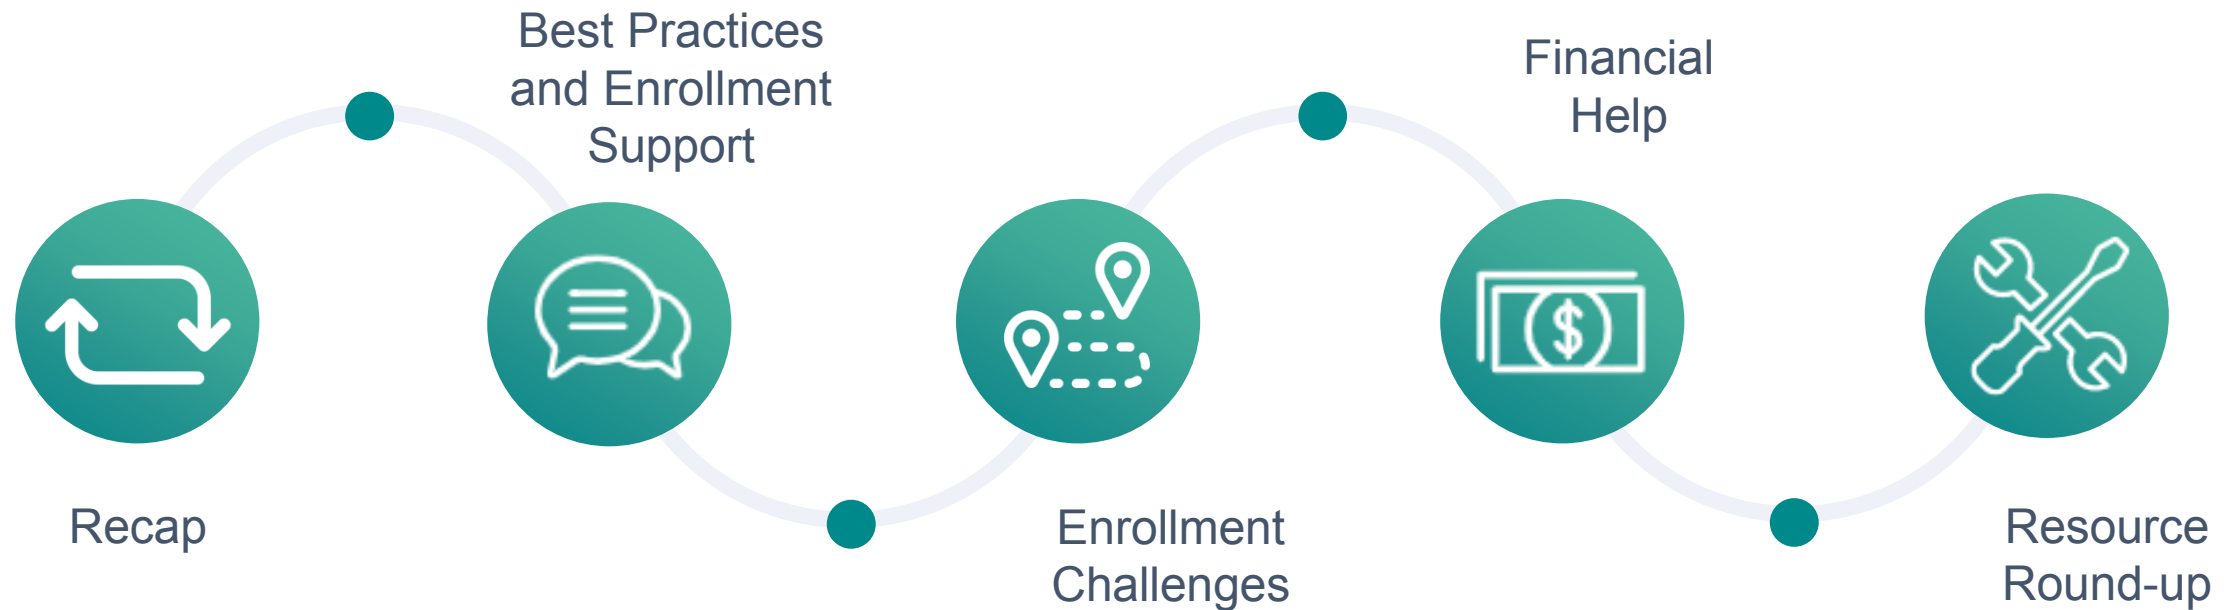 Recap
Best Practices
and Enrollment
Support
Enrollment
Challenges
Financial
Help
$
Resource
Round-up